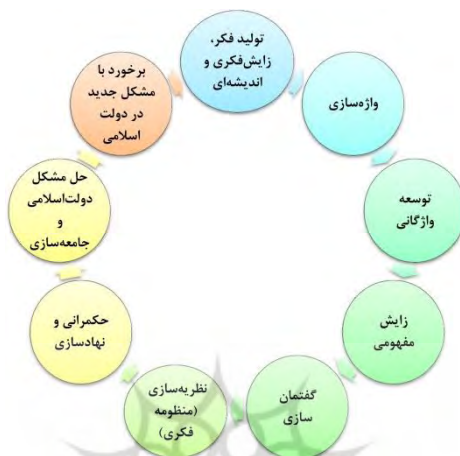 تولید فکر،
زایش‌فکری و
اندیشه‌ای
واژه‌سازی
توسعه
واژگانی
زایش
مفهومی
گفتمان
سازی
نظریه‌سازی
(منظومه
فکری)
حکمرانی و
نهادسازی
حل مشکل
دولت‌اسلامی
و
جامعه‌سازی
برخورد با
مشکل جدید
در دولت
اسلامی